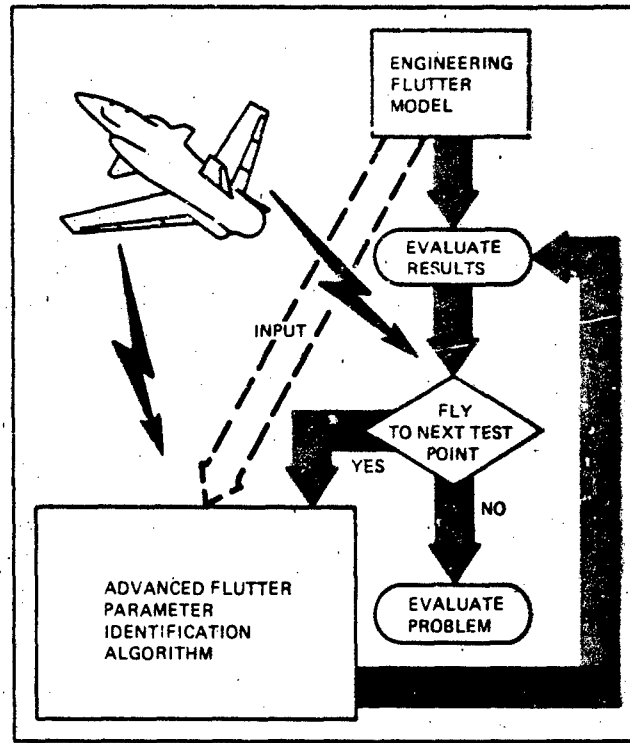 ENGINEERING
FLUTTER
MODEL
EVALUATE
RESULTS
INPUT
FLY
TO NEXT TEST
POINT
YES
NO
ADVANCED FLUTTER
PARAMETER
IDENTIFICATION
ALGORITHM
EVALUATE
PROBLEM